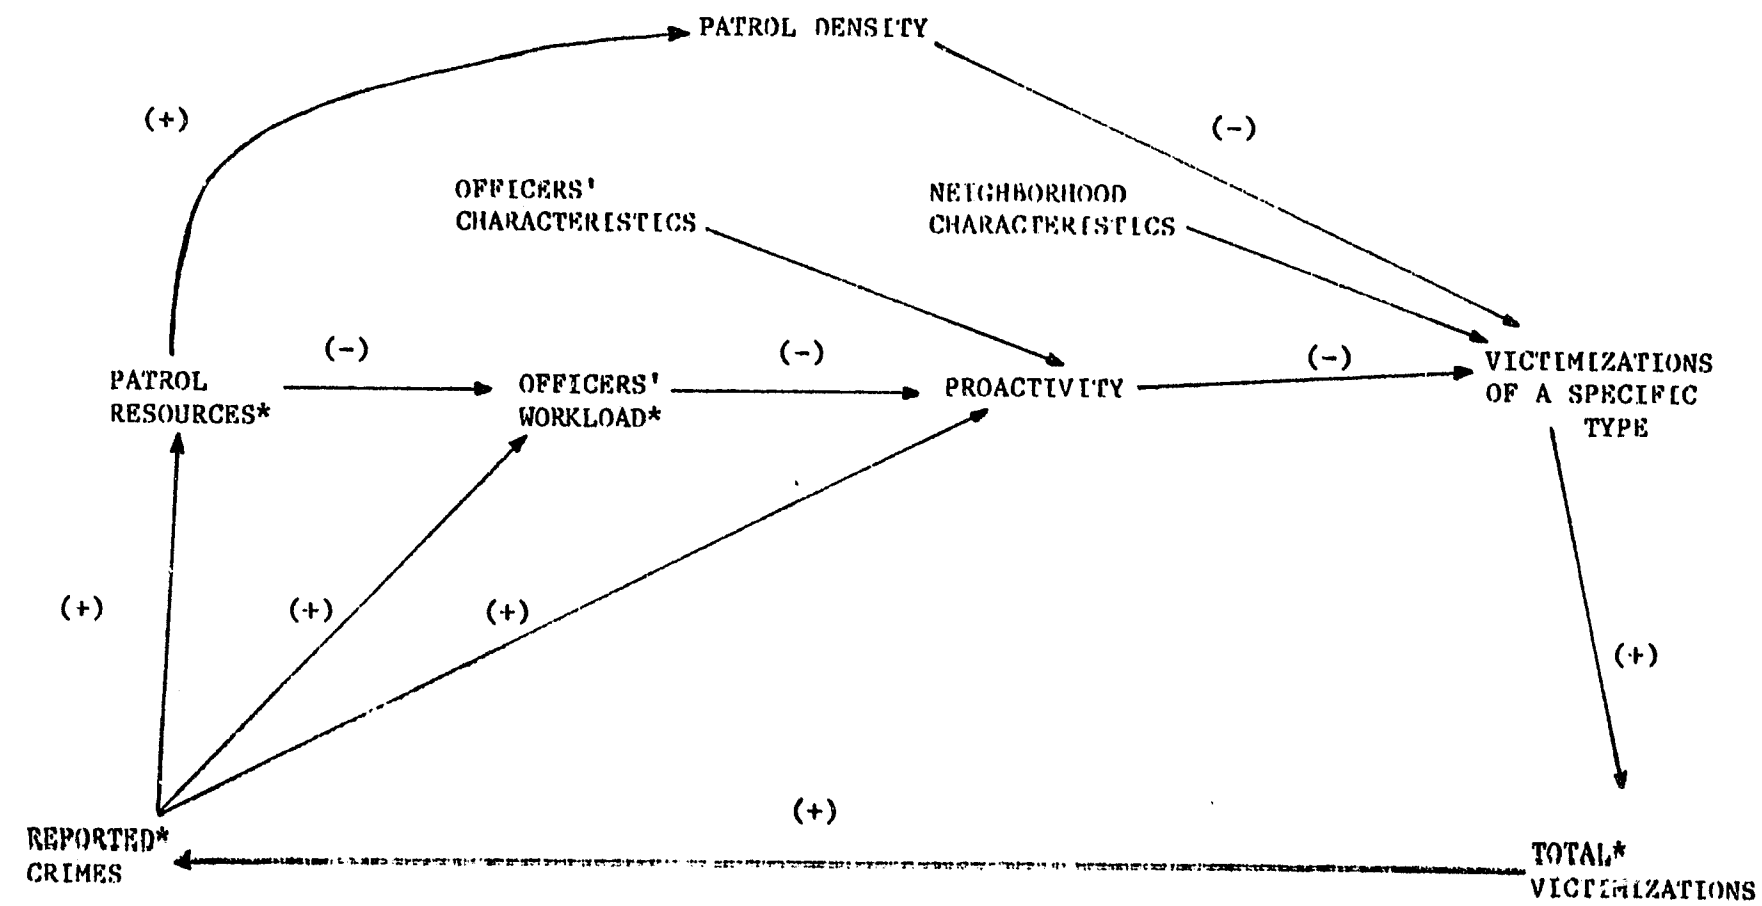 PATROL DENSITY
(+)
(-)
OFFICERS'
CHARACTERISTICS
NEIGHBORHOOD
CHARACTERISTICS
(-)
(-)
(-)
PATROL
RESOURCES*
OFFICERS'
WORKLOAD*
PROACTIVITY
VICTIMIZATIONS
OF A SPECIFIC
TYPE
(+)
(+)
(+)
(+)
(+)
REPORTED*
CRIMES
TOTAL*
VICTIMIZATIONS